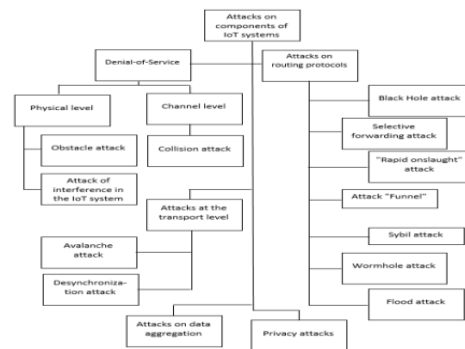 Attacks on
components of
IoT systems
Denial-of-Service
Attacks on
routing protocols
Physical level
Channel level
Obstacle attack
Collision attack
Attack of
interference in
the IoT system
Attacks at the
transport level
Avalanche
attack
Desynchroniza-
tion attack
Black Hole attack
Selective
forwarding attack
"Rapid onslaught"
attack
Attack "Funnel"
Sybil attack
Wormhole attack
Flood attack
Attacks on data
aggregation
Privacy attacks